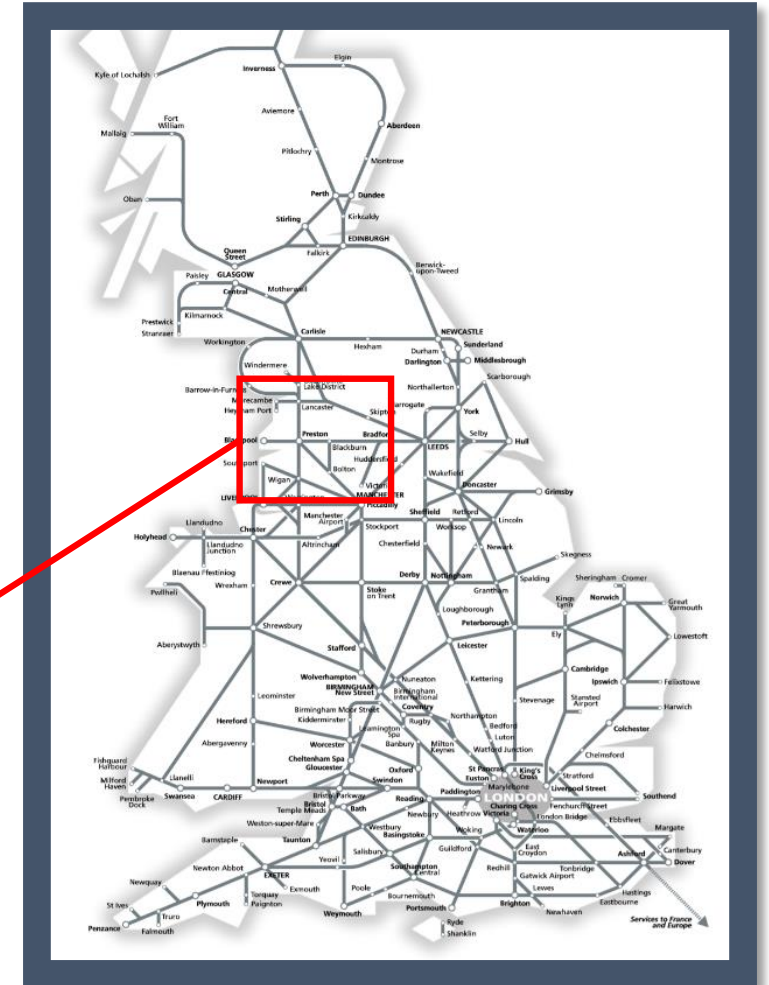 Elgin
Inverness
Kyle of Lochalsh
Aviemore
Fort
William
Mallaig
Aberdeen
Pitlochry
Montrose
Perth
Dundee
Oban
Stirling
Kirkcaldy
EDINBURGH
Queen
Street
Falkirk
Berwick-
upon-Tweed
Paisley
GLASGOW
Central
Motherwell
Prestwick
Kilmarnock
Stranraer
Carlisle
NEWCASTLE
Workington
Hexham
Sunderland
Durham
Darlington
Middlesbrough
Windermere
Scarborough
Lake District
Northallerton
Barrow-in-Furness
Lancaster
Skipton
York
Preston
Bradford
Selby
Blackburn
LEEDS
Hull
Huddersfield
Bolton
Wakefield
Wigan
Doncaster
MANCHESTER
Grimsby
Piccadilly
Manchester
Airport
Sheffield
Retford
Lincoln
Llandudno
Stockport
Worksop
Holyhead
Chester
Llandudno
Junction
Altrincham
Chesterfield
Newark
Skegness
Blaenau Ffestiniog
Wrexham
Crewe
Stoke
on Trent
Derby
Nottingham
Spalding
Sheringham
Cromer
Pwllheli
Grantham
Kings
Lynn
Norwich
Great
Yarmouth
Loughborough
Peterborough
Ely
Lowestoft
Aberystwyth
Shrewsbury
Stafford
Leicester
Wolverhampton
Cambridge
BIRMINGHAM
New Street
Nuneaton
Kettering
Ipswich
Felixstowe
Birmingham
International
Leominster
Birmingham Moor Street
Coventry
Stevenage
Stansted
Airport
Harwich
Kidderminster
Rugby
Northampton
Hereford
Leamington
Spa
Bedford
Colchester
Worcester
Banbury
Milton
Keynes
Luton
Abergavenny
Watford Junction
Chelmsford
Cheltenham Spa
Gloucester
Oxford
St Pancras
King's
Cross
Fishguard
Harbour
Euston
Stratford
Llanelli
Swindon
Marylebone
Milford
Haven
Newport
Paddington
Liverpool Street
Pembroke
Dock
Swansea
CARDIFF
Bristol Parkway
Reading
LONDON
Southend
Bristol
Temple Meads
Bath
Charing Cross
Fenchurch Street
Newbury
Heathrow
Victoria
London Bridge
Ebbsfleet
Weston-super-Mare
Westbury
Basingstoke
Woking
Waterloo
Margate
Barnstaple
Taunton
Guildford
East
Croydon
Canterbury
Salisbury
Ashford
Dover
Newton Abbot
Yeovil
Southampton
Central
Redhill
Tonbridge
Gatwick Airport
EXETER
Newquay
Exmouth
Poole
Lewes
Hastings
Torquay
Paignton
Bournemouth
Eastbourne
St Ives
Plymouth
Portsmouth
Brighton
Newhaven
Truro
Weymouth
Ryde
Services to France
and Europe
Penzance
Falmouth
Shanklin